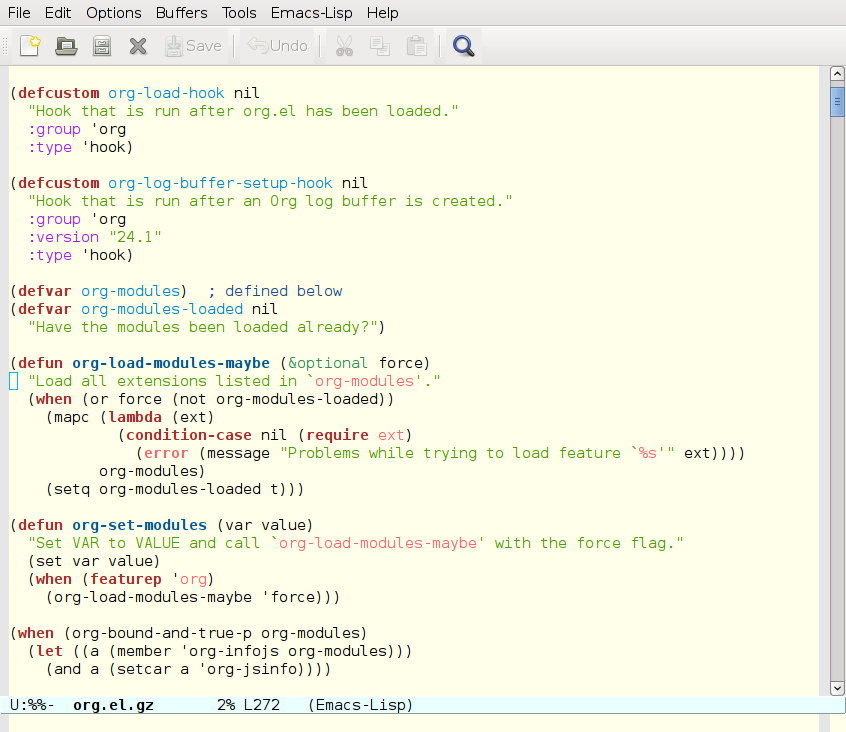 File Edit Options Buffers Tools Emacs-Lisp Help
Save Undo
(defcustom org-load-hook nil
  "Hook that is run after org.el has been loaded."
  :group 'org
  :type 'hook)
(defcustom org-log-buffer-setup-hook nil
  "Hook that is run after an Org log buffer is created."
  :group 'org
  :version "24.1"
  :type 'hook)
(defvar org-modules)  ; defined below
(defvar org-modules-loaded nil
  "Have the modules been loaded already?")
(defun org-load-modules-maybe (&optional force)
  "Load all extensions listed in `org-modules'."
  (when (or force (not org-modules-loaded))
    (mapc (lambda (ext)
            (condition-case nil (require ext)
              (error (message "Problems while trying to load feature `%s'" ext))))
          org-modules)
    (setq org-modules-loaded t)))
(defun org-set-modules (var value)
  "Set VAR to VALUE and call `org-load-modules-maybe' with the force flag."
  (set var value)
  (when (featurep 'org)
    (org-load-modules-maybe 'force)))
(when (org-bound-and-true-p org-modules)
  (let ((a (member 'org-infojs org-modules)))
    (and a (setcar a 'org-jsinfo))))
U:%%-  org.el.gz       2% L272   (Emacs-Lisp)